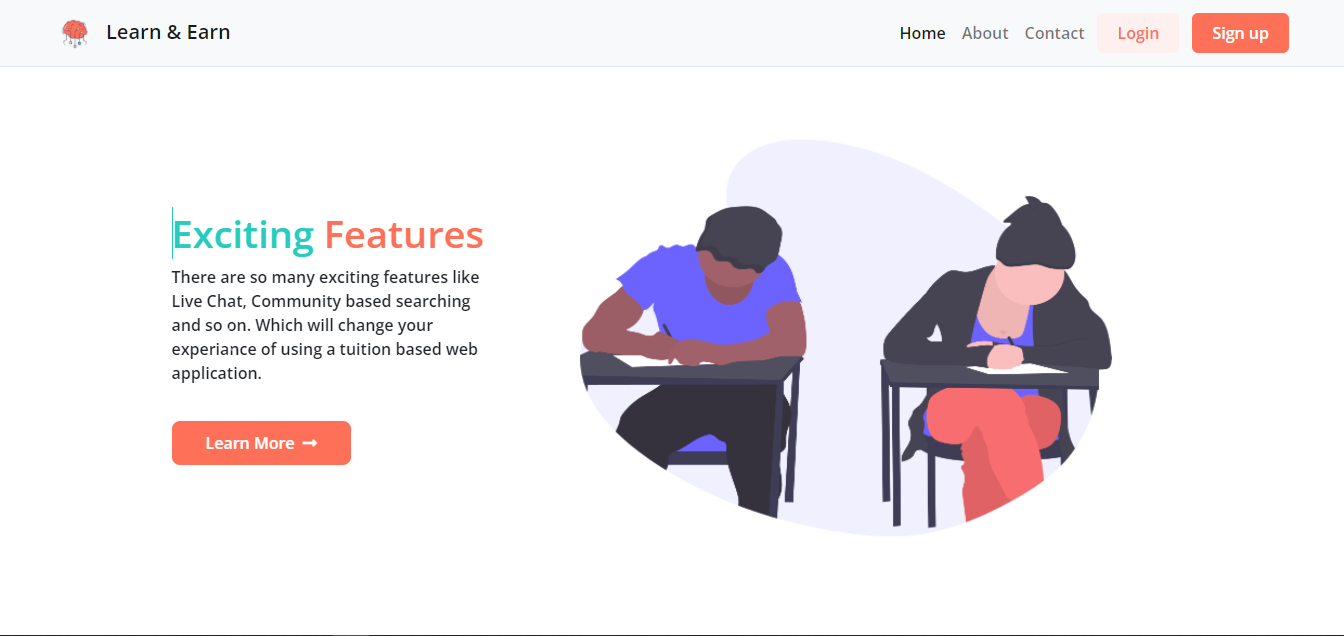 Learn & Earn
Home About Contact Login Sign up
Exciting Features
There are so many exciting features like
Live Chat, Community based searching
and so on. Which will change your
experiance of using a tuition based web
application.
Learn More →